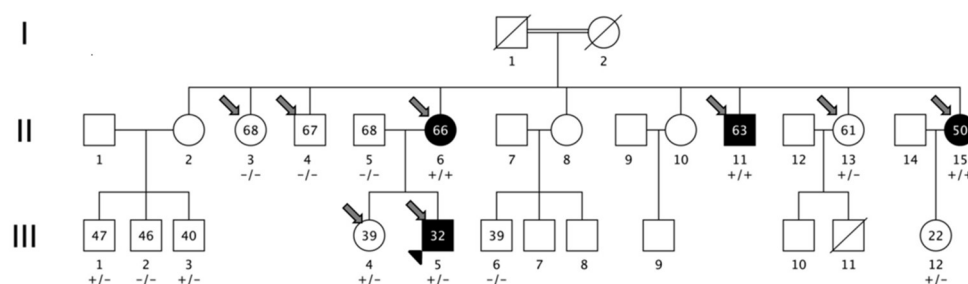 I
1 2
68 67 68 66 63 61 50
II
1 2 3 4 5 6 7 8 9 10 11 12 13 14 15
−/− −/− −/− +/+ +/+ +/− +/+
47 46 40 39 32 39 22
III
1 2 3 4 5 6 7 8 9 10 11 12
+/− −/− +/− +/− +/− −/− +/−